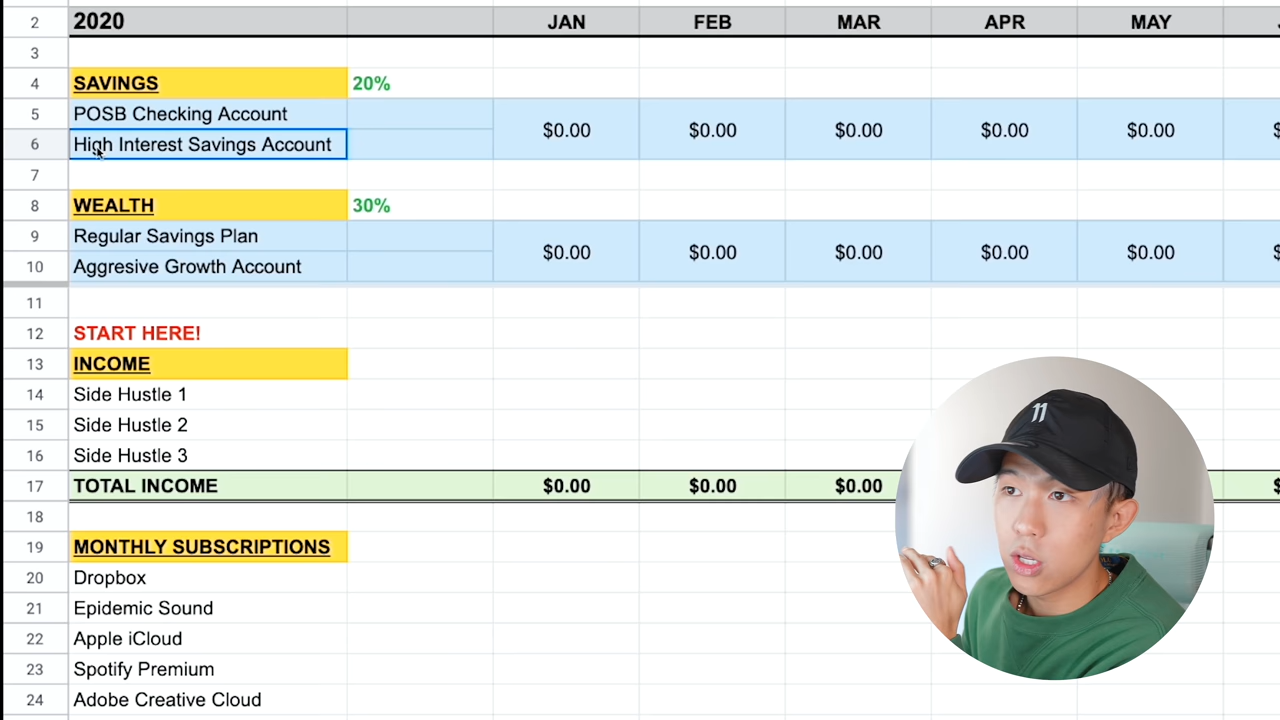 2 2020 JAN FEB MAR APR MAY
3
4 SAVINGS 20%
5 POSB Checking Account
$0.00 $0.00 $0.00 $0.00 $0.00 $
6 High Interest Savings Account
7
8 WEALTH 30%
9 Regular Savings Plan
$0.00 $0.00 $0.00 $0.00 $0.00 $
10 Aggresive Growth Account
11
12 START HERE!
13 INCOME
14 Side Hustle 1
15 Side Hustle 2
16 Side Hustle 3
17 TOTAL INCOME $0.00 $0.00 $0.00 $
18
19 MONTHLY SUBSCRIPTIONS
20 Dropbox
21 Epidemic Sound
22 Apple iCloud
23 Spotify Premium
24 Adobe Creative Cloud
11